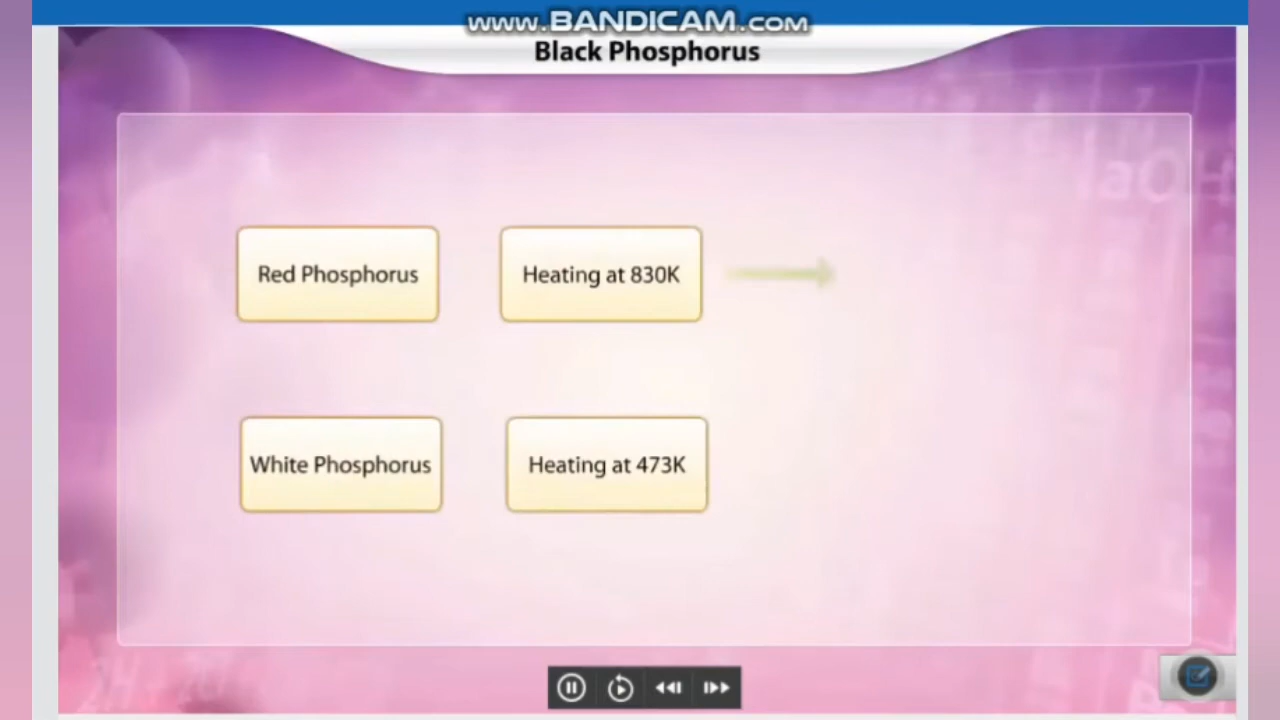 www.BANDICAM.com
Black Phosphorus
Red Phosphorus
Heating at 830K
White Phosphorus
Heating at 473K